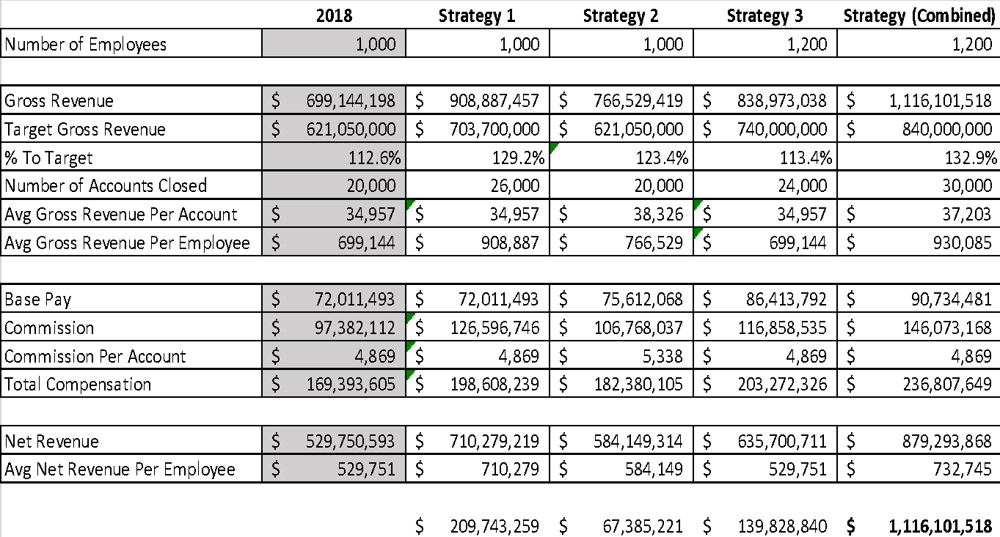 2018 Strategy 1 Strategy 2 Strategy 3 Strategy (Combined)
Number of Employees 1,000 1,000 1,000 1,200 1,200
Gross Revenue $ 699,144,198 $ 908,887,457 $ 766,529,419 $ 838,973,038 $ 1,116,101,518
Target Gross Revenue $ 621,050,000 $ 703,700,000 $ 621,050,000 $ 740,000,000 $ 840,000,000
% To Target 112.6% 129.2% 123.4% 113.4% 132.9%
Number of Accounts Closed 20,000 26,000 20,000 24,000 30,000
Avg Gross Revenue Per Account $ 34,957 $ 34,957 $ 38,326 $ 34,957 $ 37,203
Avg Gross Revenue Per Employee $ 699,144 $ 908,887 $ 766,529 $ 699,144 $ 930,085
Base Pay $ 72,011,493 $ 72,011,493 $ 75,612,068 $ 86,413,792 $ 90,734,481
Commission $ 97,382,112 $ 126,596,746 $ 106,768,037 $ 116,858,535 $ 146,073,168
Commission Per Account $ 4,869 $ 4,869 $ 5,338 $ 4,869 $ 4,869
Total Compensation $ 169,393,605 $ 198,608,239 $ 182,380,105 $ 203,272,326 $ 236,807,649
Net Revenue $ 529,750,593 $ 710,279,219 $ 584,149,314 $ 635,700,711 $ 879,293,868
Avg Net Revenue Per Employee $ 529,751 $ 710,279 $ 584,149 $ 529,751 $ 732,745
$ 209,743,259 $ 67,385,221 $ 139,828,840 $ 1,116,101,518